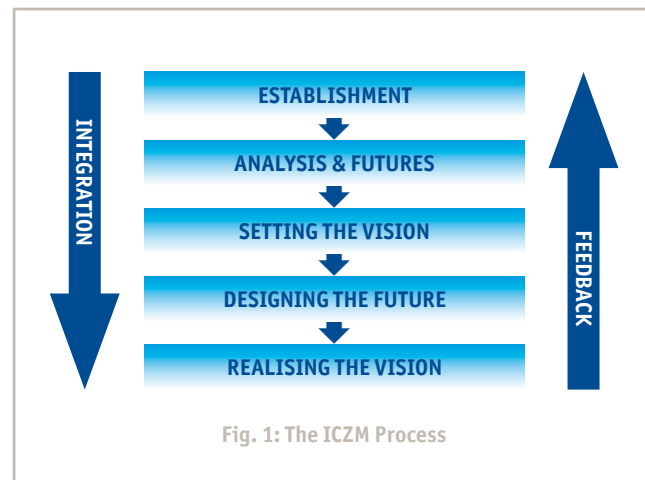 INTEGRATION
ESTABLISHMENT
ANALYSIS & FUTURES
SETTING THE VISION
DESIGNING THE FUTURE
REALISING THE VISION
FEEDBACK
Fig. 1: The ICZM Process